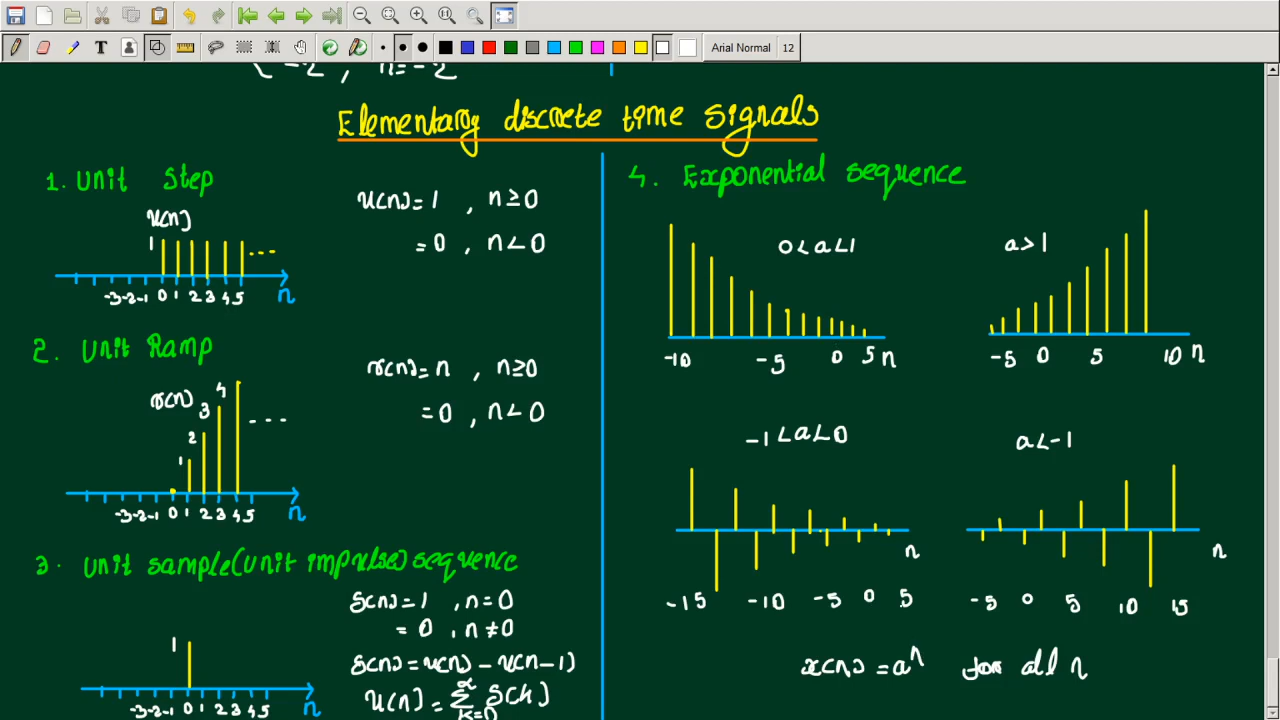 Arial Normal 12
-2 , n=-2
Elementary discrete time signals
1. Unit Step
u(n)
1
-3 -2 -1 0 1 2 3 4 5
n
u(n) = 1 , n ≥ 0
= 0 , n < 0
2. Unit Ramp
r(n)
1 2 3 4
-3 -2 -1 0 1 2 3 4 5
n
r(n) = n , n ≥ 0
= 0 , n < 0
3. Unit sample(unit impulse) sequence
1
-3 -2 -1 0 1 2 3 4 5
δ(n) = 1 , n = 0
= 0 , n ≠ 0
δ(n) = u(n) - u(n-1)
u(n) = ∑ δ(k)
k=0
4. Exponential sequence
0 < a < 1
-10 -5 0 5 n
a > 1
-5 0 5 10 n
-1 < a < 0
n
-15 -10 -5 0 5
a < -1
n
-5 0 5 10 15
x(n) = aⁿ for all n